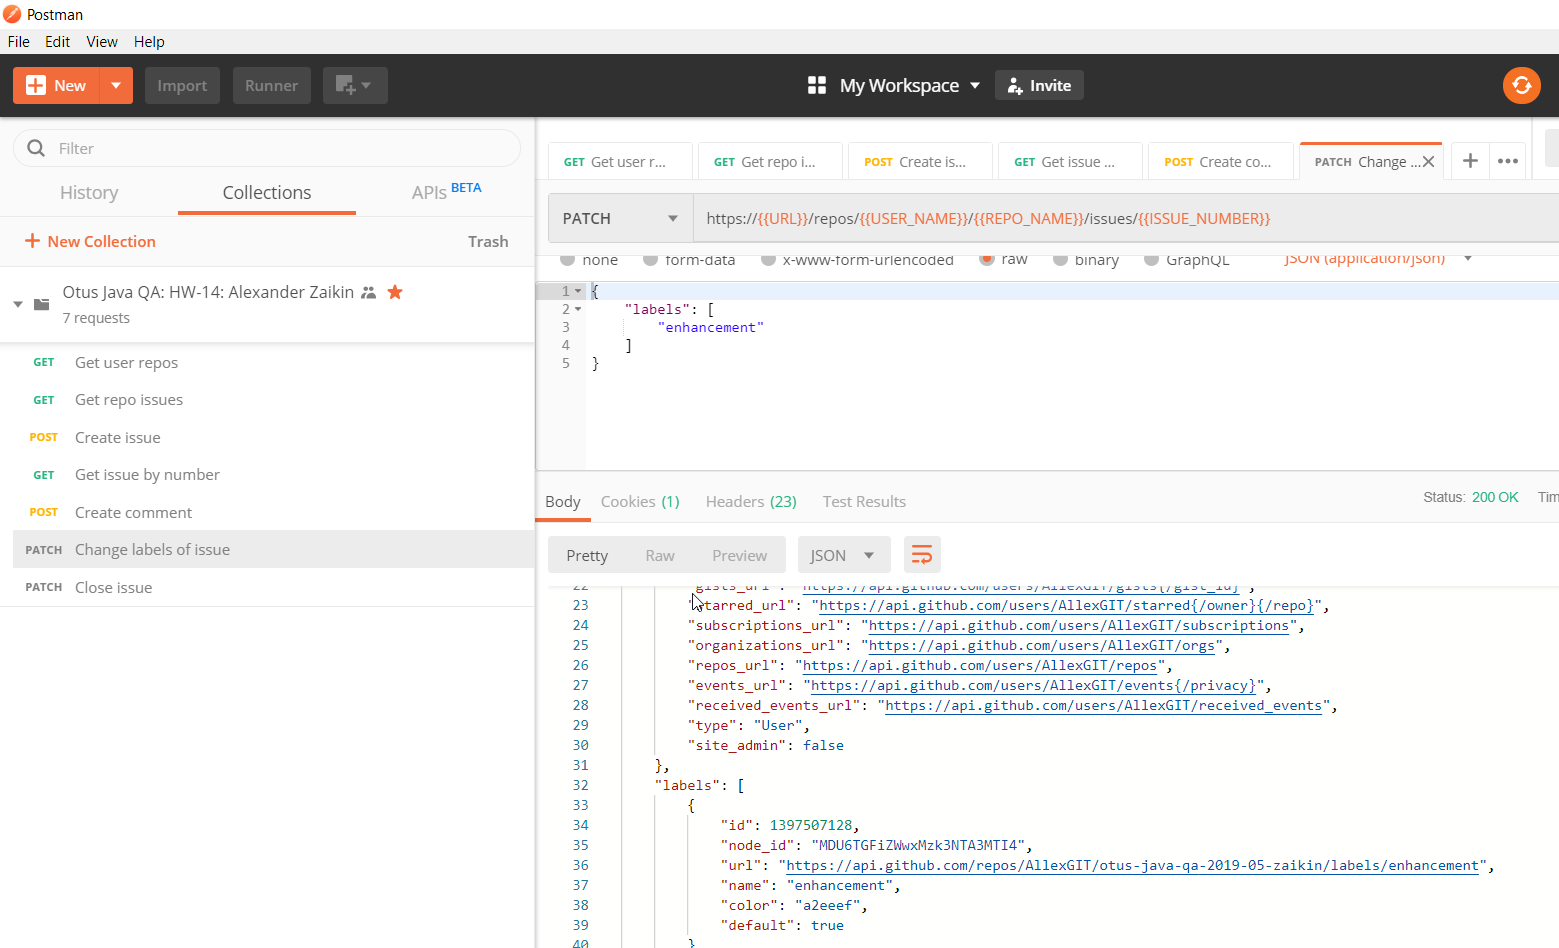 Postman
File Edit View Help
New Import Runner My Workspace Invite
Filter
History Collections APIs BETA
New Collection Trash
Otus Java QA: HW-14: Alexander Zaikin
7 requests
GET Get user repos
GET Get repo issues
POST Create issue
GET Get issue by number
POST Create comment
PATCH Change labels of issue
PATCH Close issue
GET Get user r... GET Get repo i... POST Create is... GET Get issue ... POST Create co... PATCH Change ...
PATCH https://{{URL}}/repos/{{USER_NAME}}/{{REPO_NAME}}/issues/{{ISSUE_NUMBER}}
none form-data x-www-form-urlencoded raw binary GraphQL JSON (application/json)
1 {
2 "labels": [
3 "enhancement"
4 ]
5 }
Body Cookies (1) Headers (23) Test Results Status: 200 OK Tim
Pretty Raw Preview JSON
22 "gists_url": "https://api.github.com/users/AllexGIT/gists{/gist_id}",
23 "starred_url": "https://api.github.com/users/AllexGIT/starred{/owner}{/repo}",
24 "subscriptions_url": "https://api.github.com/users/AllexGIT/subscriptions",
25 "organizations_url": "https://api.github.com/users/AllexGIT/orgs",
26 "repos_url": "https://api.github.com/users/AllexGIT/repos",
27 "events_url": "https://api.github.com/users/AllexGIT/events{/privacy}",
28 "received_events_url": "https://api.github.com/users/AllexGIT/received_events",
29 "type": "User",
30 "site_admin": false
31 },
32 "labels": [
33 {
34 "id": 1397507128,
35 "node_id": "MDU6TGFiZWwxMzk3NTA3MTI4",
36 "url": "https://api.github.com/repos/AllexGIT/otus-java-qa-2019-05-zaikin/labels/enhancement",
37 "name": "enhancement",
38 "color": "a2eeef",
39 "default": true
40 }